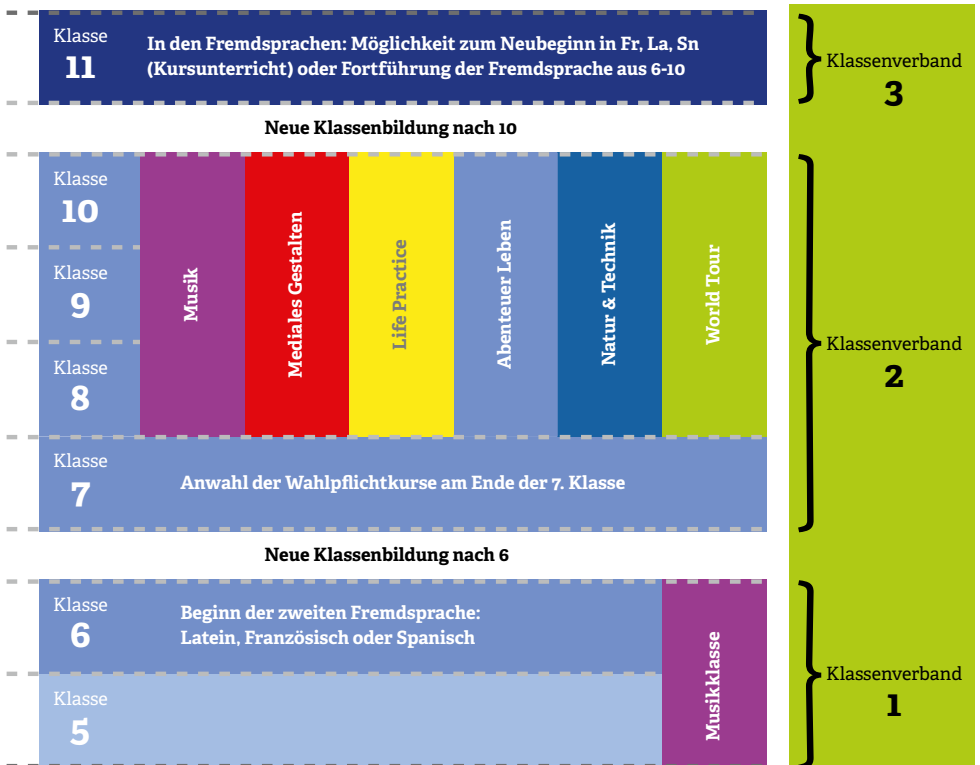 Klasse
11
In den Fremdsprachen: Möglichkeit zum Neubeginn in Fr, La, Sn
(Kursunterricht) oder Fortführung der Fremdsprache aus 6-10
Klassenverband
3
Neue Klassenbildung nach 10
Klasse
10
Klasse
9
Klasse
8
Musik
Mediales Gestalten
Life Practice
Abenteuer Leben
Natur & Technik
World Tour
Klassenverband
2
Klasse
7
Anwahl der Wahlpflichtkurse am Ende der 7. Klasse
Neue Klassenbildung nach 6
Klasse
6
Beginn der zweiten Fremdsprache:
Latein, Französisch oder Spanisch
Klasse
5
Musikklasse
Klassenverband
1